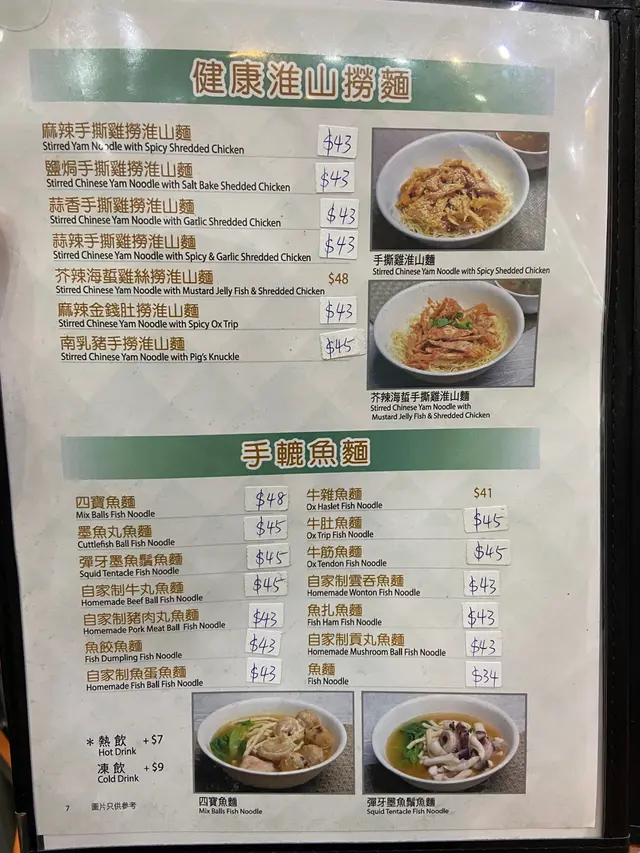 健康淮山撈麵
麻辣手撕雞撈淮山麵 $43
Stirred Yam Noodle with Spicy Shredded Chicken
鹽焗手撕雞撈淮山麵 $43
Stirred Chinese Yam Noodle with Salt Bake Shedded Chicken
蒜香手撕雞撈淮山麵 $43
Stirred Chinese Yam Noodle with Garlic Shredded Chicken
蒜辣手撕雞撈淮山麵 $43
Stirred Chinese Yam Noodle with Spicy & Garlic Shredded Chicken
芥辣海蜇雞絲撈淮山麵 $48
Stirred Chinese Yam Noodle with Mustard Jelly Fish & Shredded Chicken
麻辣金錢肚撈淮山麵 $43
Stirred Chinese Yam Noodle with Spicy Ox Trip
南乳豬手撈淮山麵 $45
Stirred Chinese Yam Noodle with Pig's Knuckle
手撕雞淮山麵
Stirred Chinese Yam Noodle with Spicy Shedded Chicken
芥辣海蜇手撕雞淮山麵
Stirred Chinese Yam Noodle with
Mustard Jelly Fish & Shredded Chicken
手轆魚麵
四寶魚麵 $48
Mix Balls Fish Noodle
墨魚丸魚麵 $45
Cuttlefish Ball Fish Noodle
彈牙墨魚鬚魚麵 $45
Squid Tentacle Fish Noodle
自家制牛丸魚麵 $45
Homemade Beef Ball Fish Noodle
自家制豬肉丸魚麵 $43
Homemade Pork Meat Ball Fish Noodle
魚餃魚麵 $43
Fish Dumpling Fish Noodle
自家制魚蛋魚麵 $43
Homemade Fish Ball Fish Noodle
牛雜魚麵 $41
Ox Haslet Fish Noodle
牛肚魚麵 $45
Ox Trip Fish Noodle
牛筋魚麵 $45
Ox Tendon Fish Noodle
自家制雲吞魚麵 $43
Homemade Wonton Fish Noodle
魚扎魚麵 $43
Fish Ham Fish Noodle
自家制貢丸魚麵 $43
Homemade Mushroom Ball Fish Noodle
魚麵 $34
Fish Noodle
＊熱飲 +$7
Hot Drink
凍飲 +$9
Cold Drink
四寶魚麵
Mix Balls Fish Noodle
彈牙墨魚鬚魚麵
Squid Tentacle Fish Noodle
7 圖片只供參考